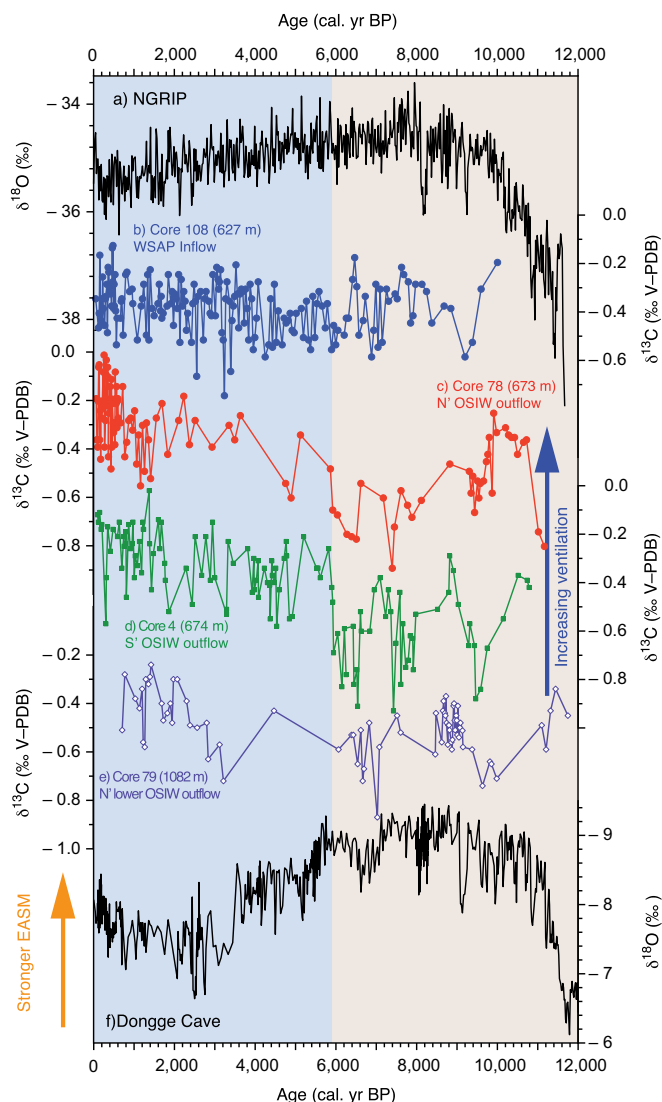 Age (cal. yr BP)
0 2,000 4,000 6,000 8,000 10,000 12,000
a) NGRIP
– 34
– 36
– 38
δ18O (‰)
b) Core 108 (627 m)
WSAP Inflow
0.0
– 0.2
– 0.4
– 0.6
δ13C (‰ V–PDB)
0.0
– 0.2
– 0.4
– 0.6
– 0.8
δ13C (‰ V–PDB)
c) Core 78 (673 m)
N' OSIW outflow
0.0
– 0.2
– 0.4
– 0.6
– 0.8
δ13C (‰ V–PDB)
Increasing ventilation
d) Core 4 (674 m)
S' OSIW outflow
– 0.2
– 0.4
– 0.6
– 0.8
– 1.0
δ13C (‰ V–PDB)
e) Core 79 (1082 m)
N' lower OSIW outflow
– 9
– 8
– 7
– 6
δ18O (‰ )
Stronger EASM
f)Dongge Cave
0 2,000 4,000 6,000 8,000 10,000 12,000
Age (cal. yr BP)